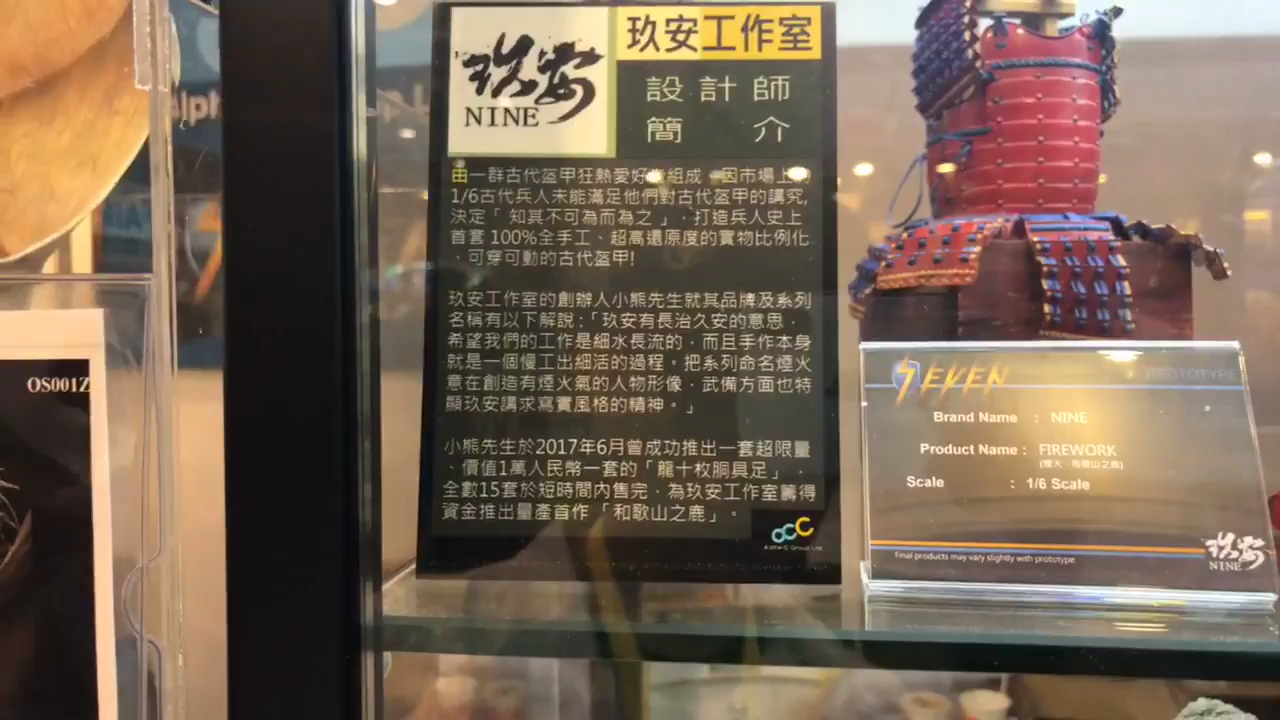 玖安
NINE
玖安工作室
設計師
簡介
由一群古代盔甲狂熱愛好 組成，因市場上
1/6古代兵人未能滿足他們對古代盔甲的講究,
決定「知其不可為而為之」，打造兵人史上
首套 100%全手工、超高還原度的實物比例化
、可穿可動的古代盔甲!
玖安工作室的創辦人小熊先生就其品牌及系列
名稱有以下解說 :「玖安有長治久安的意思，
希望我們的工作是細水長流的，而且手作本身
就是一個慢工出細活的過程。把系列命名煙火
意在創造有煙火氣的人物形像，武備方面也特
顯玖安講求寫實風格的精神。」
小熊先生於2017年6月曾成功推出一套超限量
、價值1萬人民幣一套的「龍十枚胴具足」，
全數15套於短時間內售完，為玖安工作室籌得
資金推出量產首作「和歌山之鹿」。
OS001Z
SEVEN
PROTOTYPE
Brand Name : NINE
Product Name : FIREWORK
(煙火 - 和歌山之鹿)
Scale : 1/6 Scale
Final products may vary slightly with prototype.
玖安
NINE